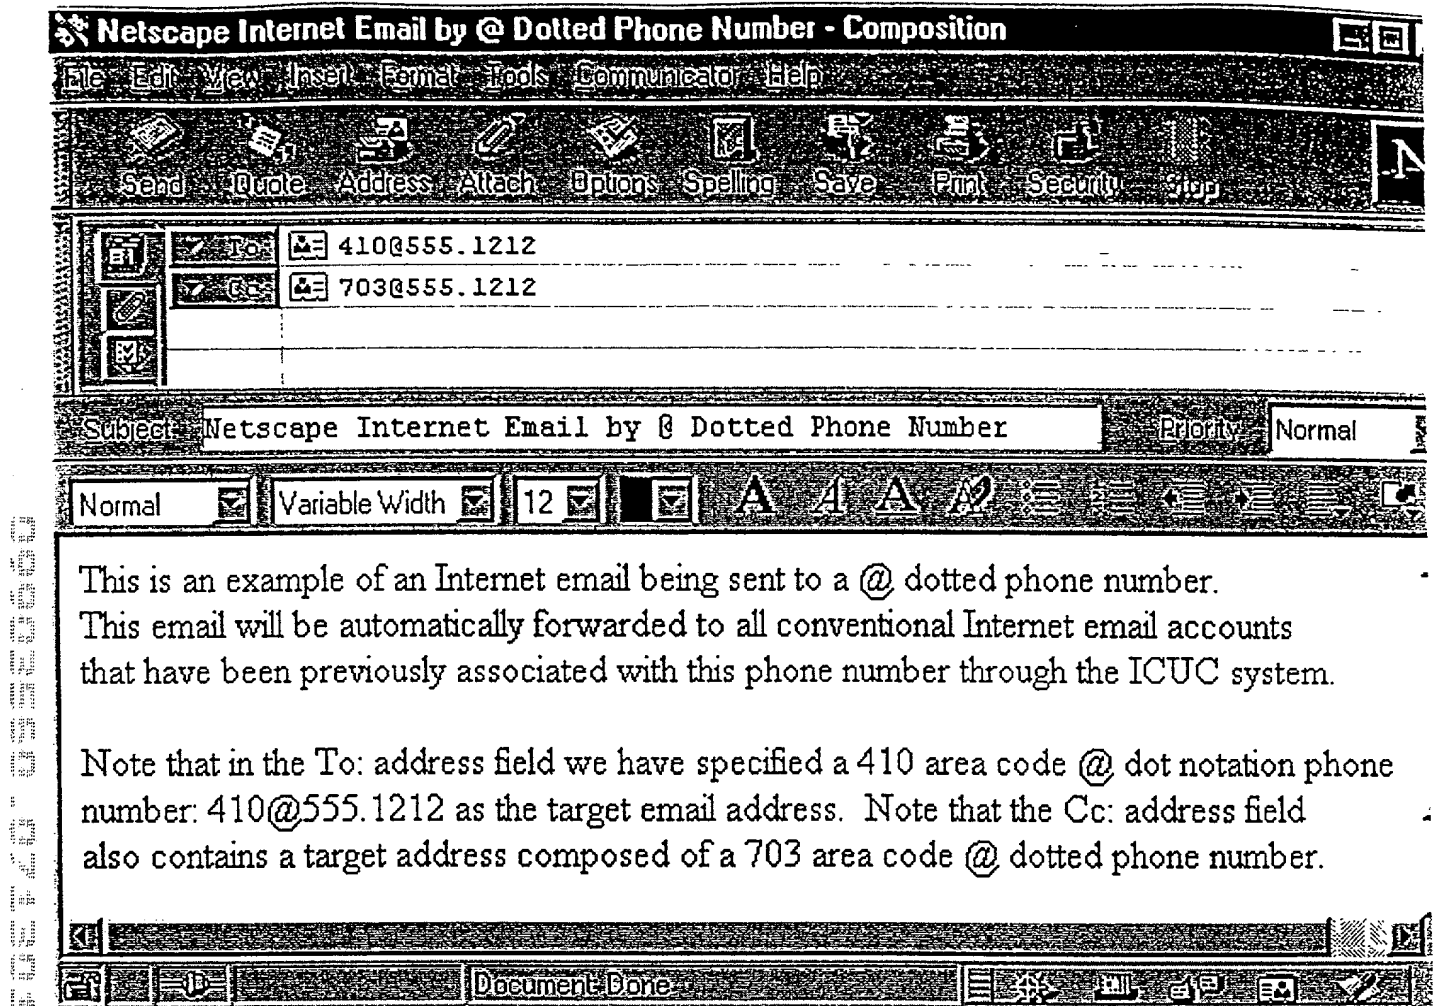 Netscape Internet Email by @ Dotted Phone Number - Composition
File Edit View Insert Format Tools Communicator Help
Send Quote Address Attach Options Spelling Save Print Security Stop
N
To: 410@555.1212
Cc: 703@555.1212
Subject: Netscape Internet Email by @ Dotted Phone Number Priority: Normal
Normal Variable Width 12 A A A A
This is an example of an Internet email being sent to a @ dotted phone number.
This email will be automatically forwarded to all conventional Internet email accounts
that have been previously associated with this phone number through the ICUC system.
Note that in the To: address field we have specified a 410 area code @ dot notation phone
number: 410@555.1212 as the target email address. Note that the Cc: address field
also contains a target address composed of a 703 area code @ dotted phone number.
Document: Done